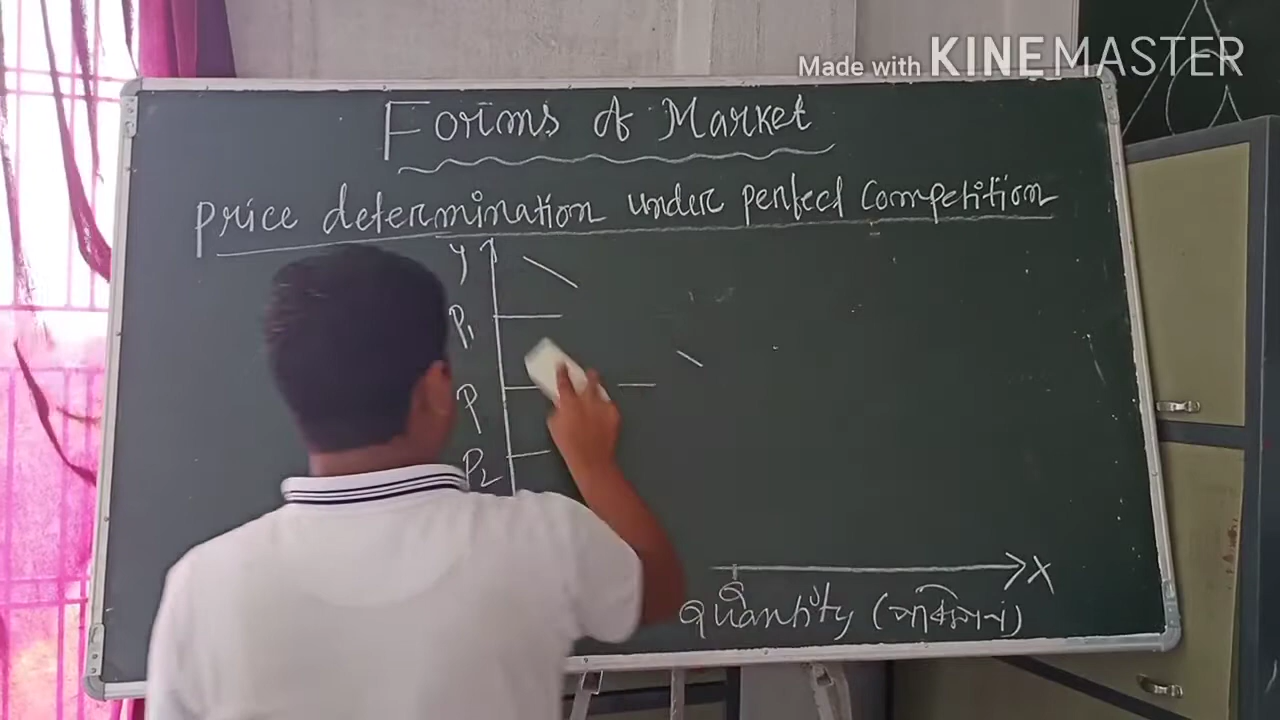 Made with KINEMASTER
Forms of Market
price determination under perfect competition
Y
P₁
P
P₂
X
Quantity